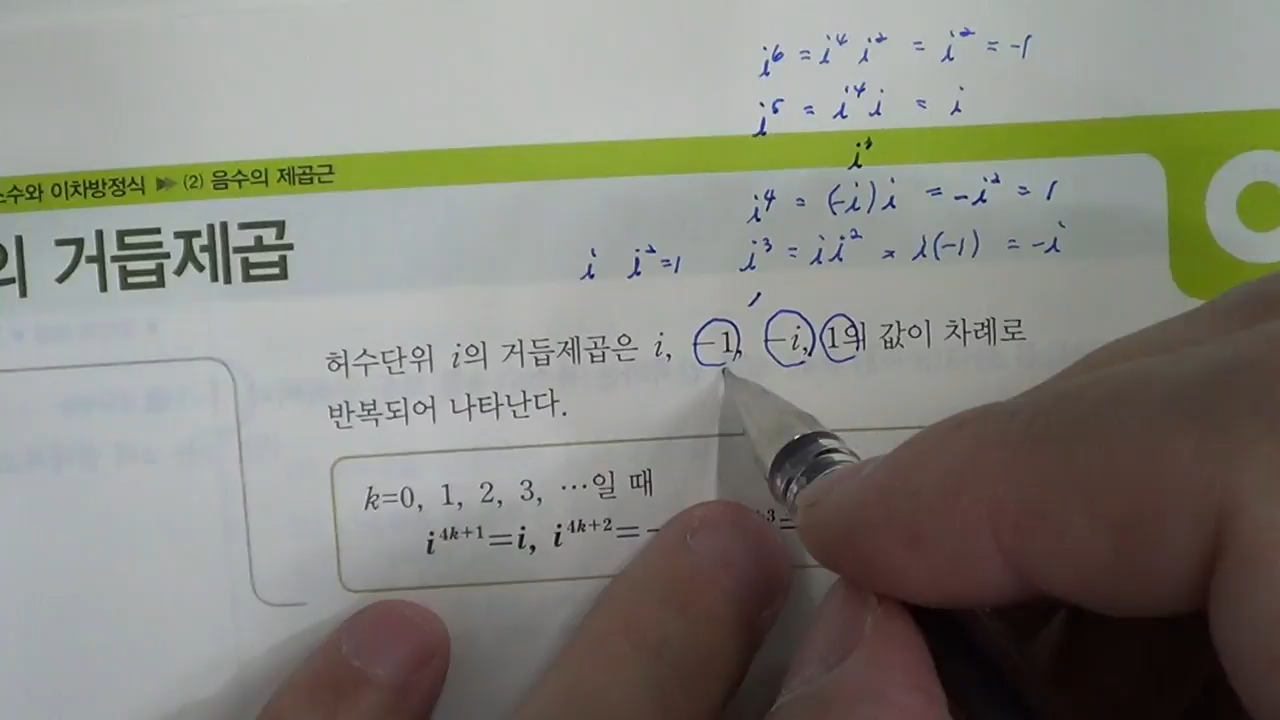 i⁶ = i⁴ i² = i² = -1
i⁵ = i⁴ i = i
i³
수와 이차방정식 ▶▶ (2) 음수의 제곱근
i⁴ = (-i) i = -i² = 1
의 거듭제곱
i i²=1 i³ = i i² = i(-1) = -i
허수단위 i의 거듭제곱은 i, -1, -i, 1의 값이 차례로
반복되어 나타난다.
k=0, 1, 2, 3, …일 때
i⁴ᵏ⁺¹=i, i⁴ᵏ⁺²=-